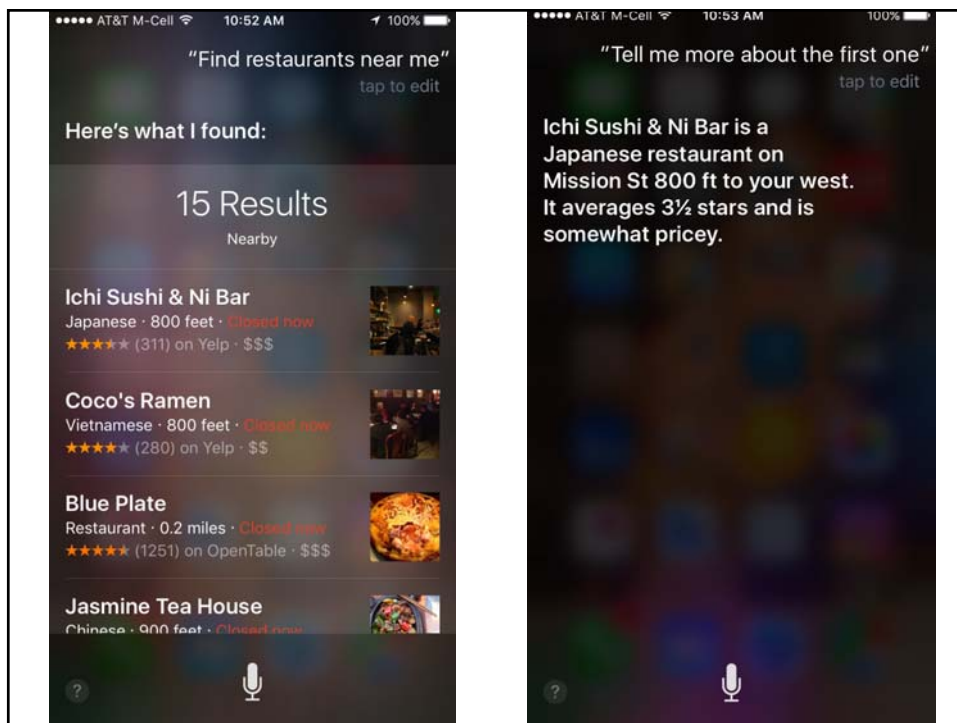 ●●●●● AT&T M-Cell 10:52 AM 100%
"Find restaurants near me"
tap to edit
Here's what I found:
15 Results
Nearby
Ichi Sushi & Ni Bar
Japanese · 800 feet · Closed now
★★★★★ (311) on Yelp · $$$
Coco's Ramen
Vietnamese · 800 feet · Closed now
★★★★★ (280) on Yelp · $$
Blue Plate
Restaurant · 0.2 miles · Closed now
★★★★★ (1251) on OpenTable · $$$
Jasmine Tea House
Chinese · 900 feet · Closed now
?
●●●●● AT&T M-Cell 10:53 AM 100%
"Tell me more about the first one"
tap to edit
Ichi Sushi & Ni Bar is a
Japanese restaurant on
Mission St 800 ft to your west.
It averages 3½ stars and is
somewhat pricey.
?